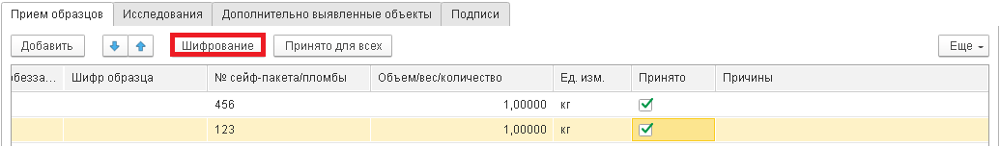 Прием образцов Исследования Дополнительно выявленные объекты Подписи
Добавить Шифрование Принято для всех Еще
обезза... Шифр образца № сейф-пакета/пломбы Объем/вес/количество Ед. изм. Принято Причины
456 1,00000 кг
123 1,00000 кг